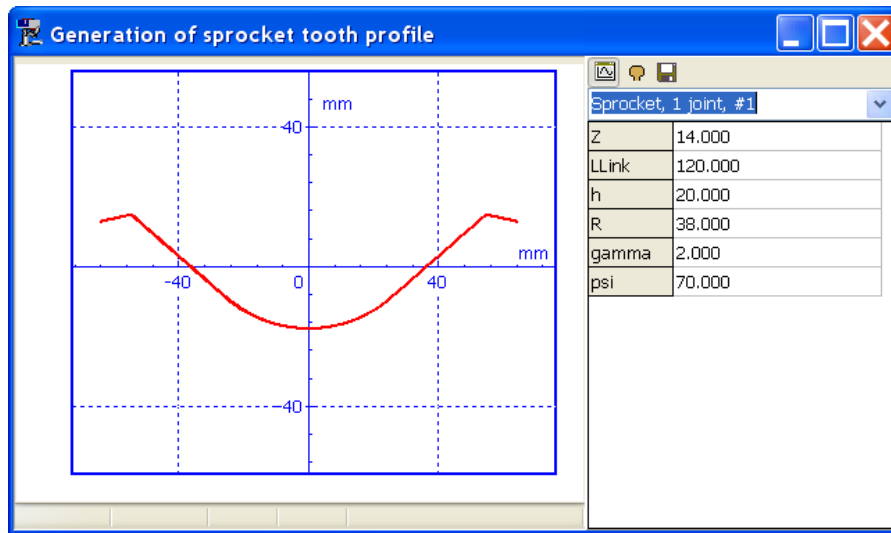 Generation of sprocket tooth profile
mm
40
mm
-40
0
40
-40
Sprocket, 1 joint, #1
Z 14.000
LLink 120.000
h 20.000
R 38.000
gamma 2.000
psi 70.000